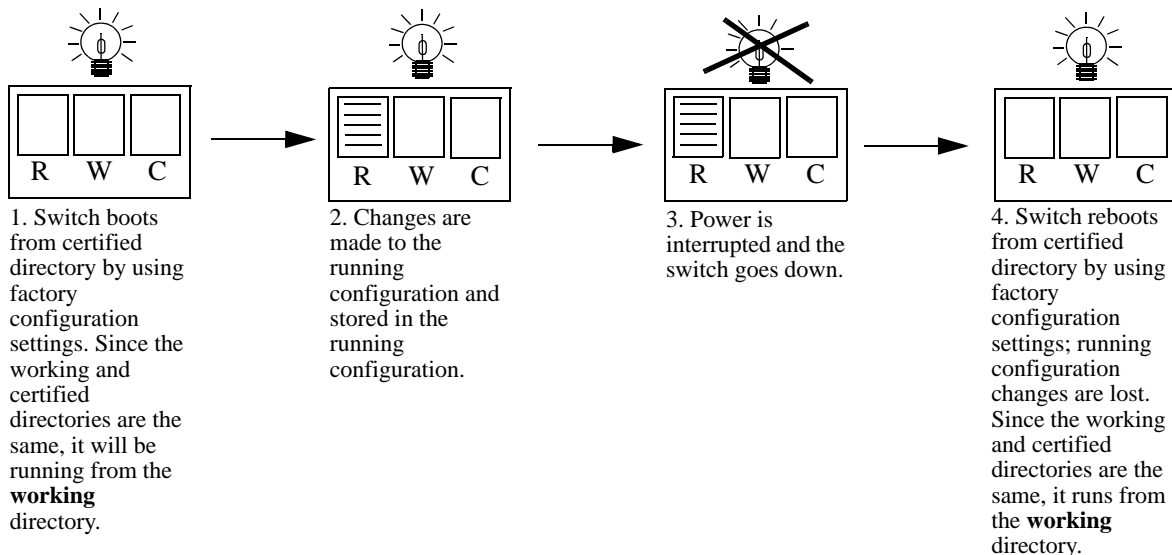 R W C
R W C
R W C
R W C
1. Switch boots
from certified
directory by using
factory
configuration
settings. Since the
working and
certified
directories are the
same, it will be
running from the
working
directory.
2. Changes are
made to the
running
configuration and
stored in the
running
configuration.
3. Power is
interrupted and the
switch goes down.
4. Switch reboots
from certified
directory by using
factory
configuration
settings; running
configuration
changes are lost.
Since the working
and certified
directories are the
same, it runs from
the working
directory.